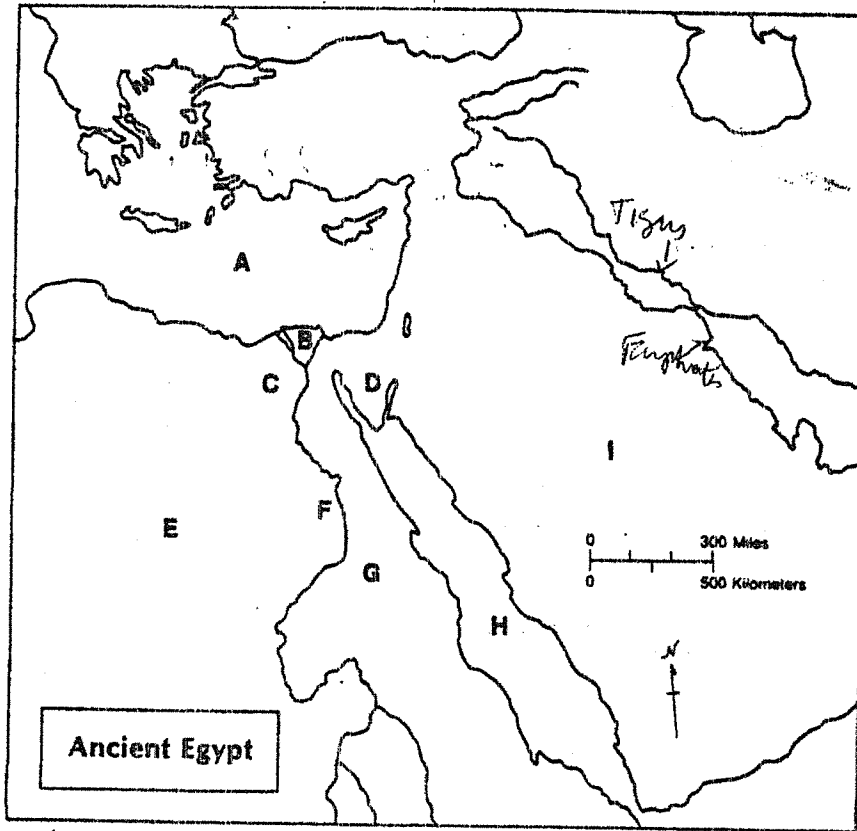 A
B
C
D
E
F
G
H
I
Tigris
Euphrates
0 300 Miles
0 500 Kilometers
N
Ancient Egypt